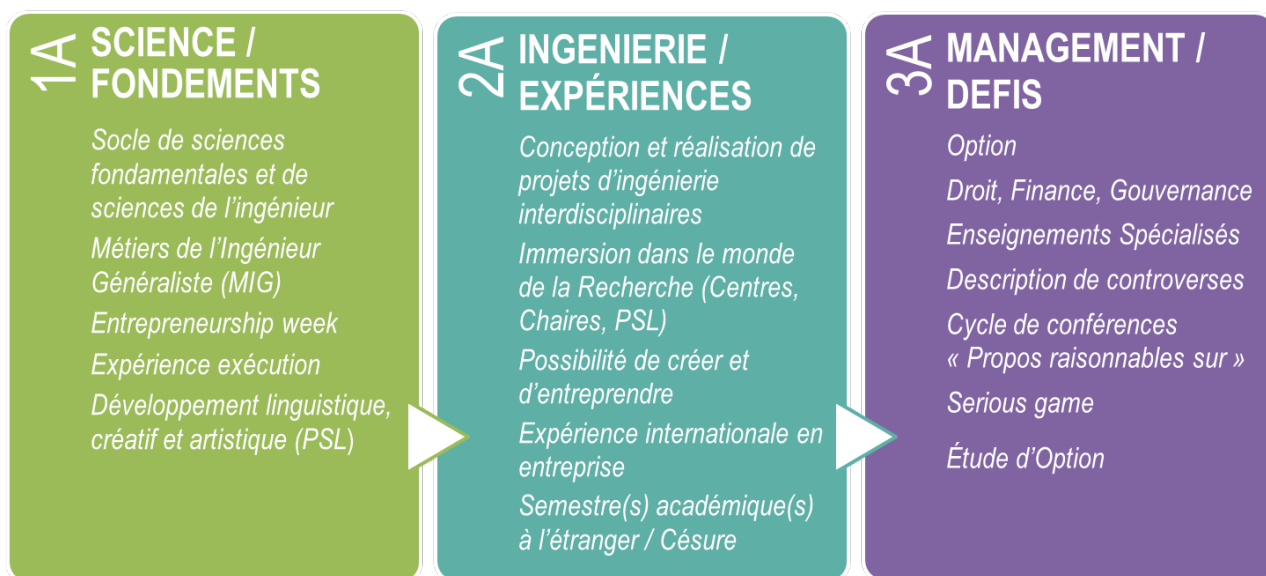 1A
SCIENCE /
FONDEMENTS
Socle de sciences
fondamentales et de
sciences de l'ingénieur
Métiers de l'Ingénieur
Généraliste (MIG)
Entrepreneurship week
Expérience exécution
Développement linguistique,
créatif et artistique (PSL)
2A
INGENIERIE /
EXPÉRIENCES
Conception et réalisation de
projets d'ingénierie
interdisciplinaires
Immersion dans le monde
de la Recherche (Centres,
Chaires, PSL)
Possibilité de créer et
d'entreprendre
Expérience internationale en
entreprise
Semestre(s) académique(s)
à l'étranger / Césure
3A
MANAGEMENT /
DEFIS
Option
Droit, Finance, Gouvernance
Enseignements Spécialisés
Description de controverses
Cycle de conférences
« Propos raisonnables sur »
Serious game
Étude d'Option